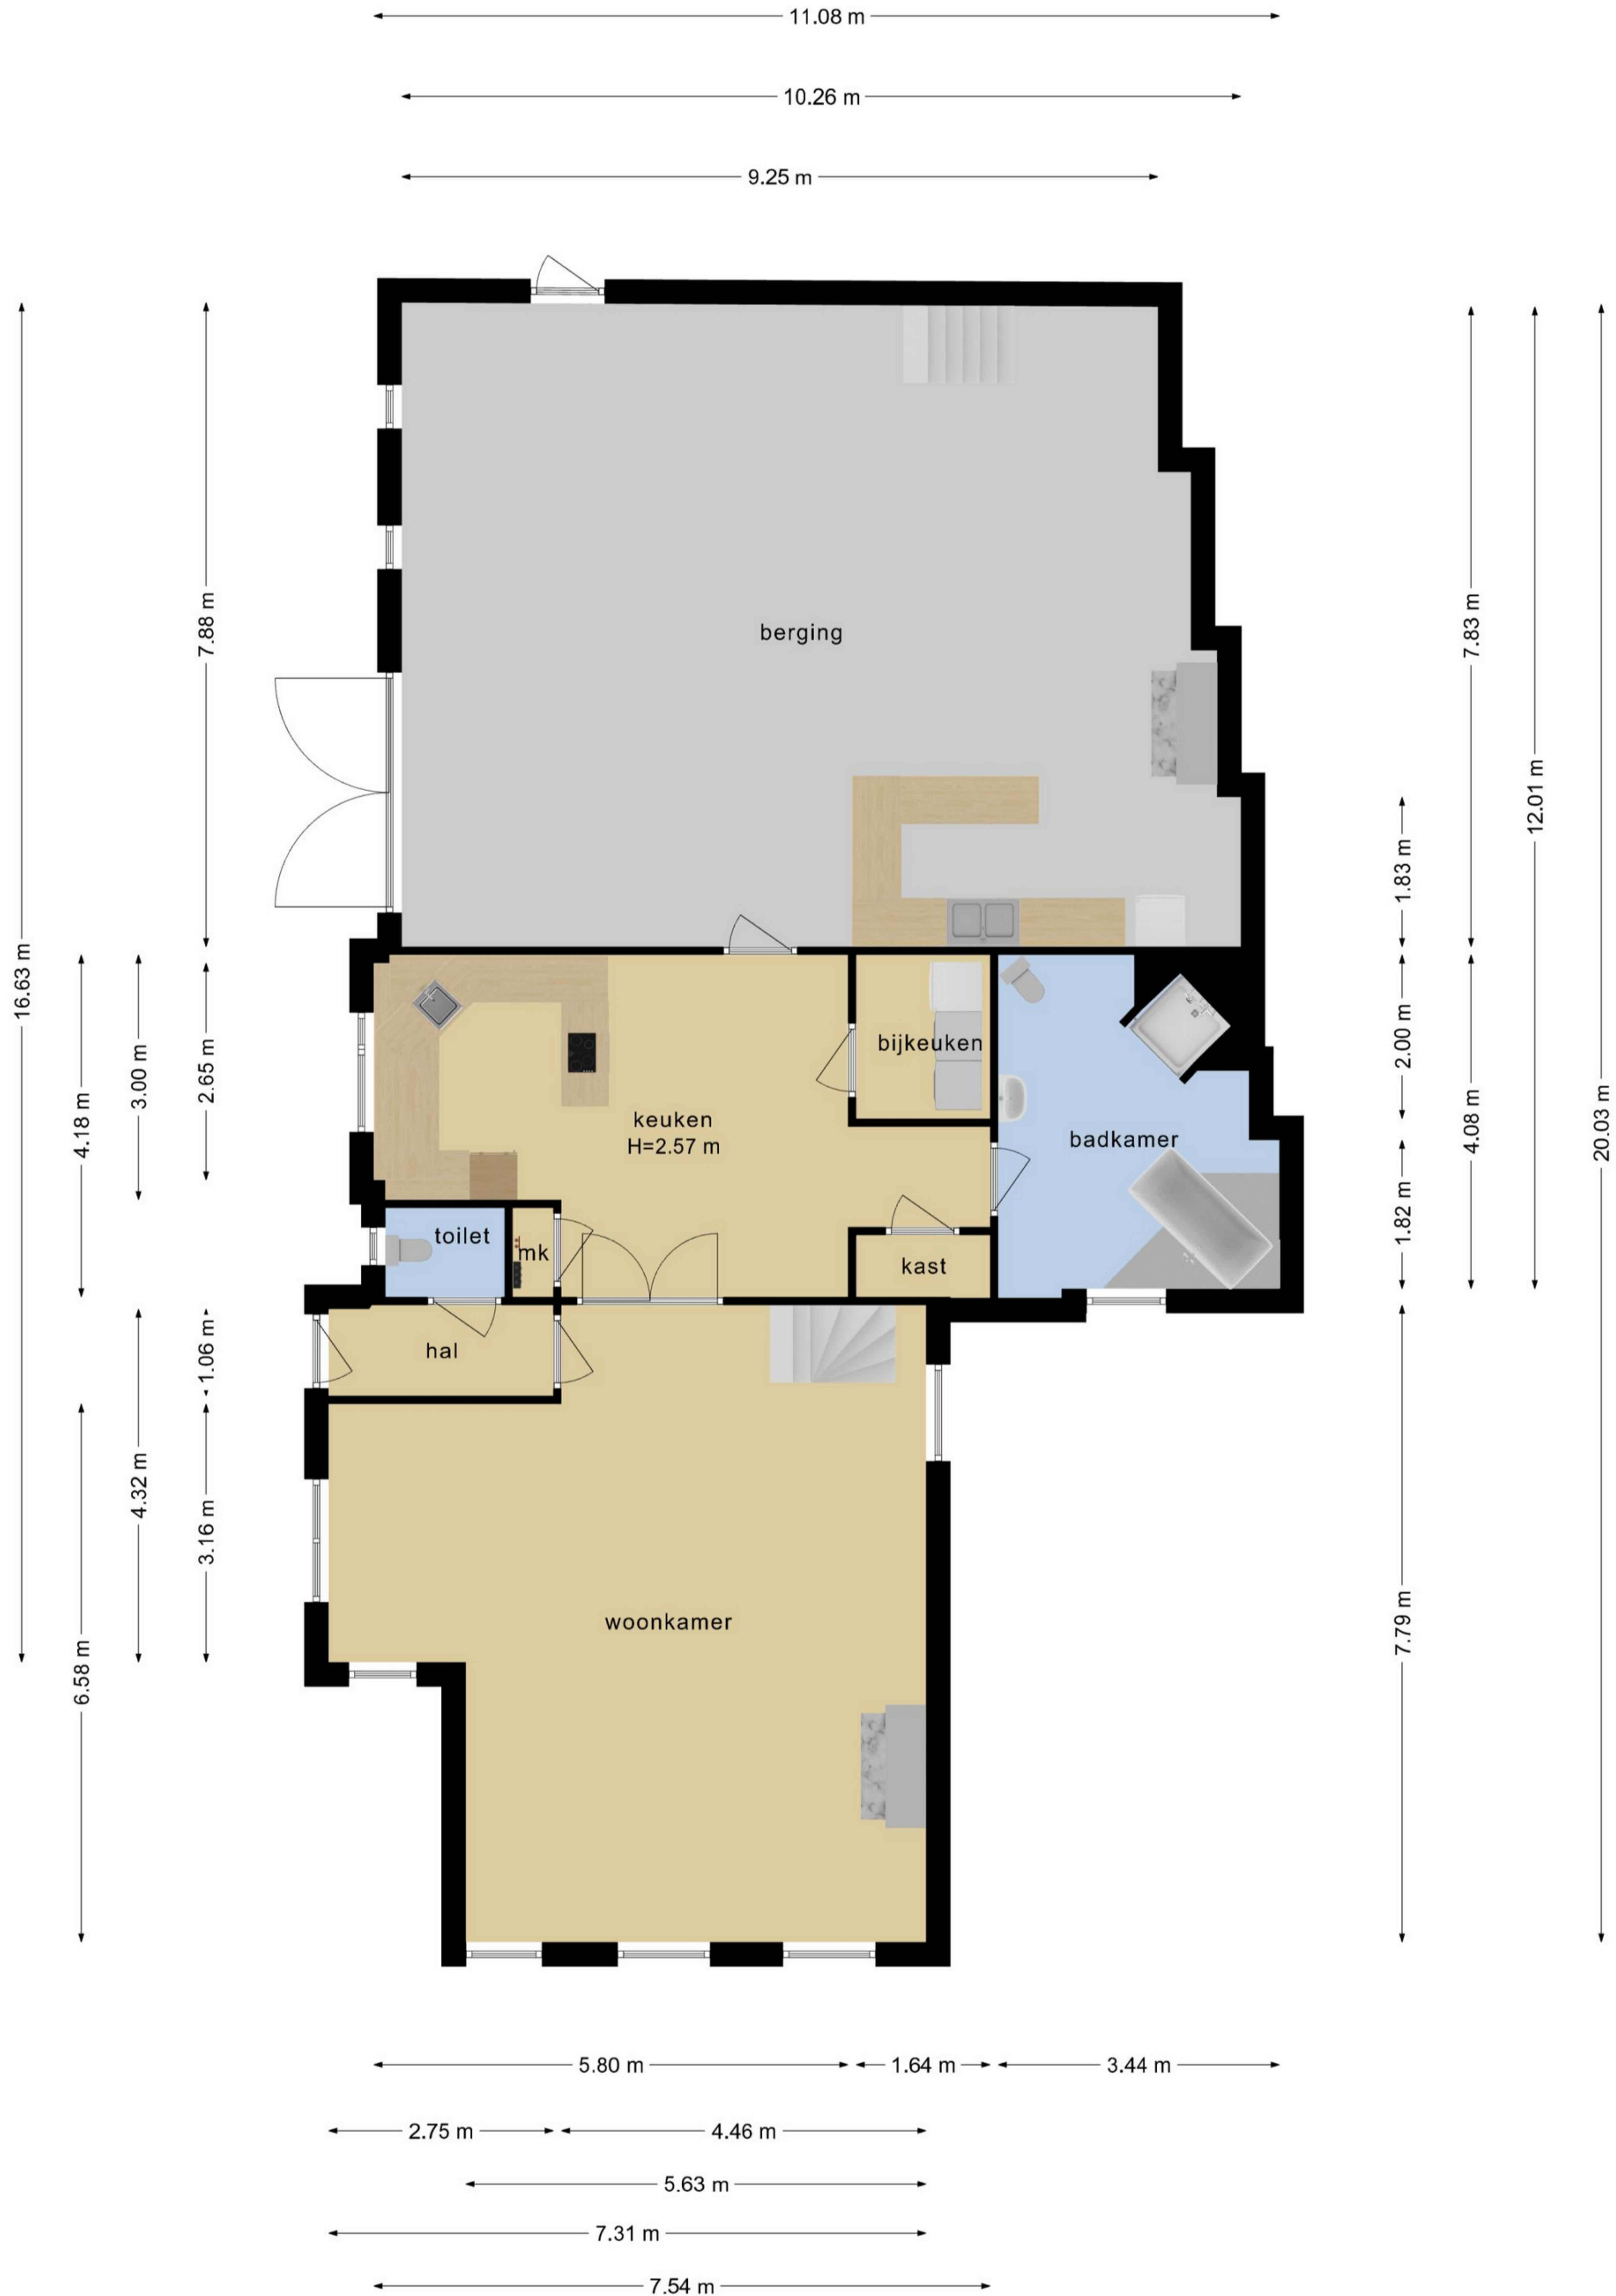 11.08 m
10.26 m
9.25 m
berging
7.88 m
7.83 m
12.01 m
1.83 m
16.63 m
20.03 m
4.18 m
3.00 m
2.65 m
2.00 m
4.08 m
1.82 m
bijkeuken
keuken
H=2.57 m
badkamer
toilet
mk
kast
hal
1.06 m
4.32 m
3.16 m
6.58 m
7.79 m
woonkamer
5.80 m
1.64 m
3.44 m
2.75 m
4.46 m
5.63 m
7.31 m
7.54 m